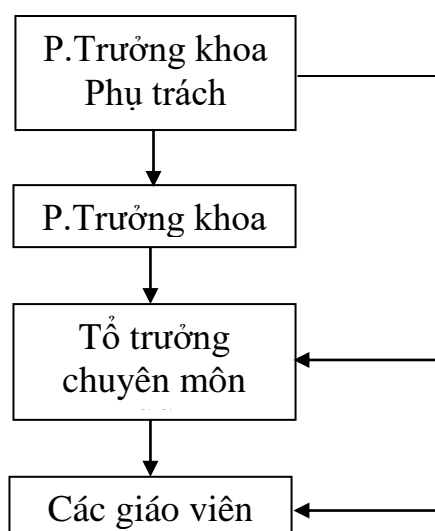 P.Trưởng khoa
Phụ trách
P.Trưởng khoa
Tổ trưởng
chuyên môn
Các giáo viên